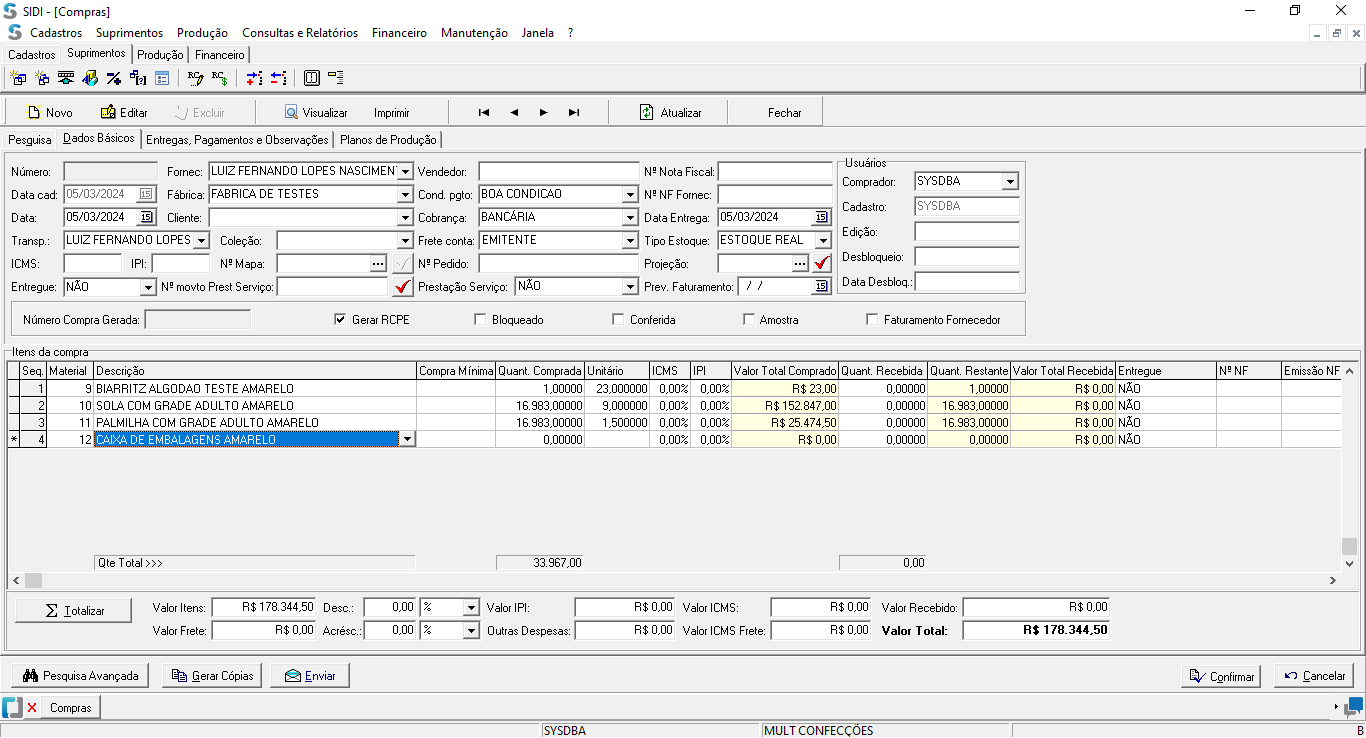 SIDI - [Compras]
Cadastros Suprimentos Produção Consultas e Relatórios Financeiro Manutenção Janela ?
Cadastros Suprimentos Produção Financeiro
Novo Editar Excluir Visualizar Imprimir Atualizar Fechar
Pesquisa Dados Básicos Entregas, Pagamentos e Observações Planos de Produção
Usuários
Número: Fornec: LUIZ FERNANDO LOPES NASCIMEN Vendedor: Nº Nota Fiscal: Comprador: SYSDBA
Data cad: 05/03/2024 15 Fábrica: FABRICA DE TESTES Cond. pgto: BOA CONDICAO Nº NF Fornec: Cadastro: SYSDBA
Data: 05/03/2024 15 Cliente: Cobrança: BANCÁRIA Data Entrega: 05/03/2024 15 Edição:
Transp.: LUIZ FERNANDO LOPES Coleção: Frete conta: EMITENTE Tipo Estoque: ESTOQUE REAL Desbloqueio:
ICMS: IPI: Nº Mapa: ... Nº Pedido: Projeção: ... Data Desbloq.:
Entregue: NÃO Nº movto Prest Serviço: Prestação Serviço: NÃO Prev. Faturamento: / / 15
Número Compra Gerada: Gerar RCPE Bloqueado Conferida Amostra Faturamento Fornecedor
Itens da compra
Seq. Material Descrição Compra Mínima Quant. Comprada Unitário ICMS IPI Valor Total Comprado Quant. Recebida Quant. Restante Valor Total Recebida Entregue Nº NF Emissão NF
1 9 BIARRITZ ALGODAO TESTE AMARELO 1,00000 23,000000 0,00% 0,00% R$ 23,00 0,00000 1,00000 R$ 0,00 NÃO
2 10 SOLA COM GRADE ADULTO AMARELO 16.983,00000 9,000000 0,00% 0,00% R$ 152.847,00 0,00000 16.983,00000 R$ 0,00 NÃO
3 11 PALMILHA COM GRADE ADULTO AMARELO 16.983,00000 1,500000 0,00% 0,00% R$ 25.474,50 0,00000 16.983,00000 R$ 0,00 NÃO
* 4 12 CAIXA DE EMBALAGENS AMARELO 0,00000 0,00% 0,00% R$ 0,00 0,00000 0,00000 R$ 0,00 NÃO
Qte Total >>> 33.967,00 0,00
Σ Totalizar Valor Itens: R$ 178.344,50 Desc.: 0,00 % Valor IPI: R$ 0,00 Valor ICMS: R$ 0,00 Valor Recebido: R$ 0,00
Valor Frete: R$ 0,00 Acrésc.: 0,00 % Outras Despesas: R$ 0,00 Valor ICMS Frete: R$ 0,00 Valor Total: R$ 178.344,50
Pesquisa Avançada Gerar Cópias Enviar Confirmar Cancelar
Compras
SYSDBA MULT CONFECÇÕES B